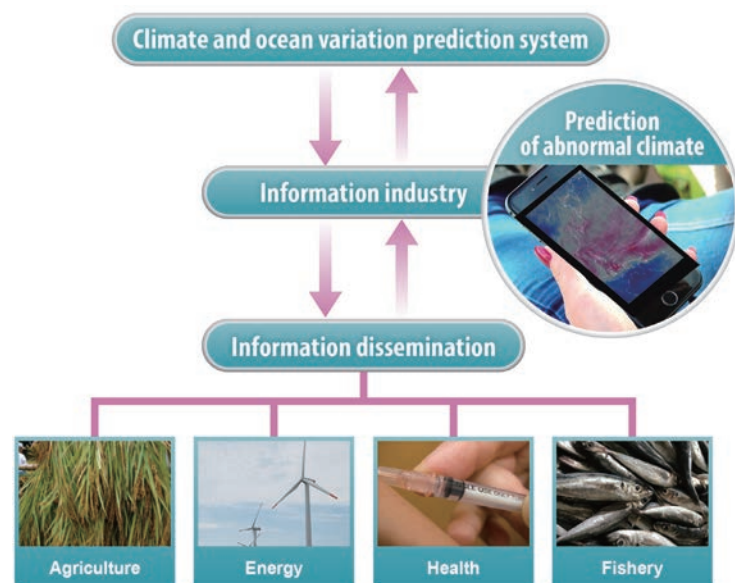 Climate and ocean variation prediction system
Prediction
of abnormal climate
Information industry
Information dissemination
Agriculture
Energy
Health
Fishery